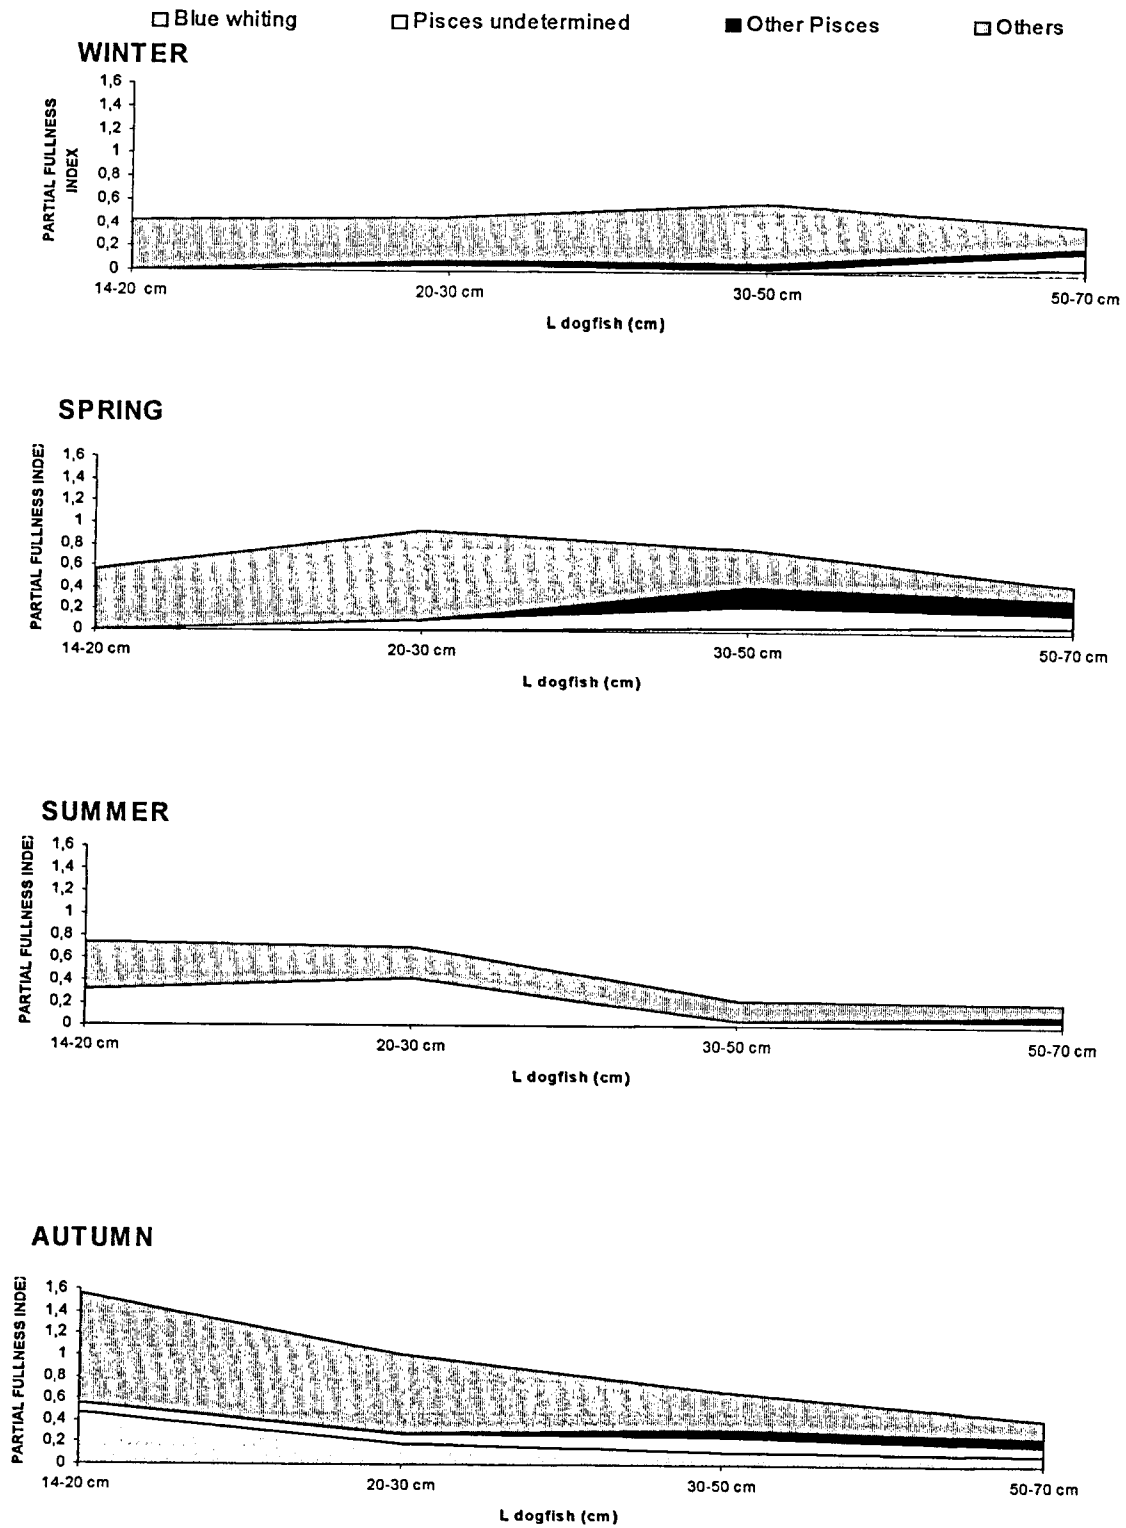 Blue whiting Pisces undetermined Other Pisces Others
WINTER
PARTIAL FULLNESS
INDEX
1,6
1,4
1,2
1
0,8
0,6
0,4
0,2
0
14-20 cm 20-30 cm 30-50 cm 50-70 cm
L dogfish (cm)
SPRING
PARTIAL FULLNESS INDE
1,6
1,4
1,2
1
0,8
0,6
0,4
0,2
0
14-20 cm 20-30 cm 30-50 cm 50-70 cm
L dogfish (cm)
SUMMER
PARTIAL FULLNESS INDE
1,6
1,4
1,2
1
0,8
0,6
0,4
0,2
0
14-20 cm 20-30 cm 30-50 cm 50-70 cm
L dogfish (cm)
AUTUMN
PARTIAL FULLNESS INDE
1,6
1,4
1,2
1
0,8
0,6
0,4
0,2
0
14-20 cm 20-30 cm 30-50 cm 50-70 cm
L dogfish (cm)